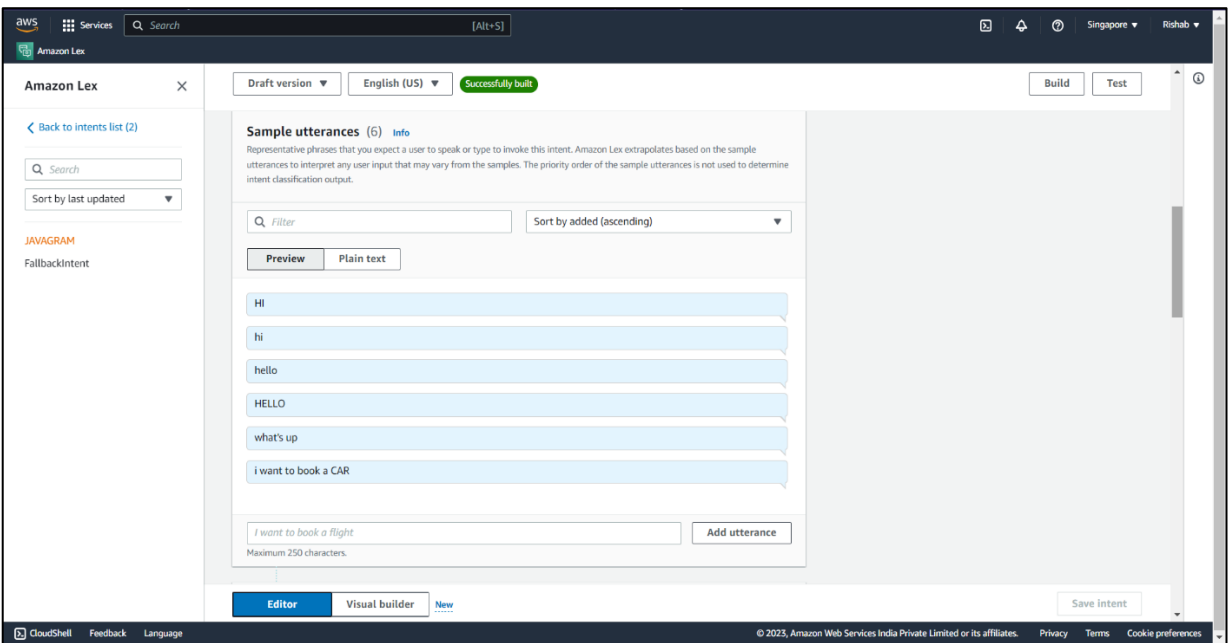 aws
Services
Search
[Alt+S]
Singapore
Rishab
Amazon Lex
Amazon Lex
Back to intents list (2)
Search
Sort by last updated
JAVAGRAM
FallbackIntent
Draft version
English (US)
Successfully built
Build
Test
Sample utterances (6) Info
Representative phrases that you expect a user to speak or type to invoke this intent. Amazon Lex extrapolates based on the sample
utterances to interpret any user input that may vary from the samples. The priority order of the sample utterances is not used to determine
intent classification output.
Filter
Sort by added (ascending)
Preview
Plain text
HI
hi
hello
HELLO
what's up
i want to book a CAR
I want to book a flight
Add utterance
Maximum 250 characters.
Editor
Visual builder
New
Save intent
CloudShell
Feedback
Language
© 2023, Amazon Web Services India Private Limited or its affiliates.
Privacy
Terms
Cookie preferences